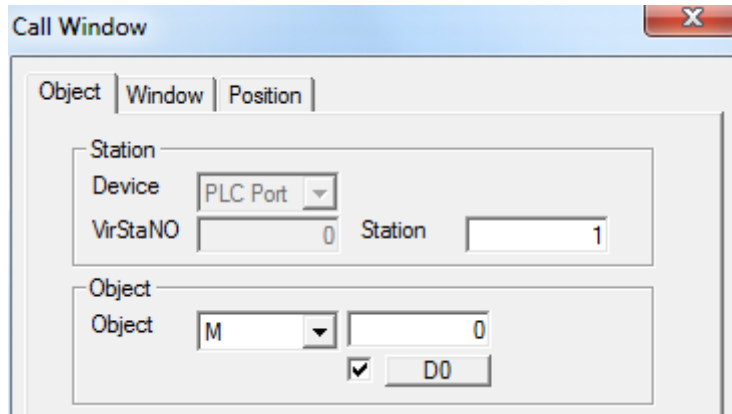 Call Window
x
Object Window Position
Station
Device PLC Port
VirStaNO 0 Station 1
Object
Object M 0
D0